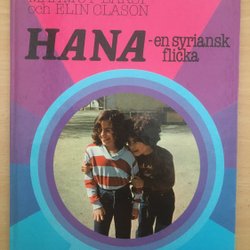 och ELIN CLASON
HANA -en syriansk
flicka